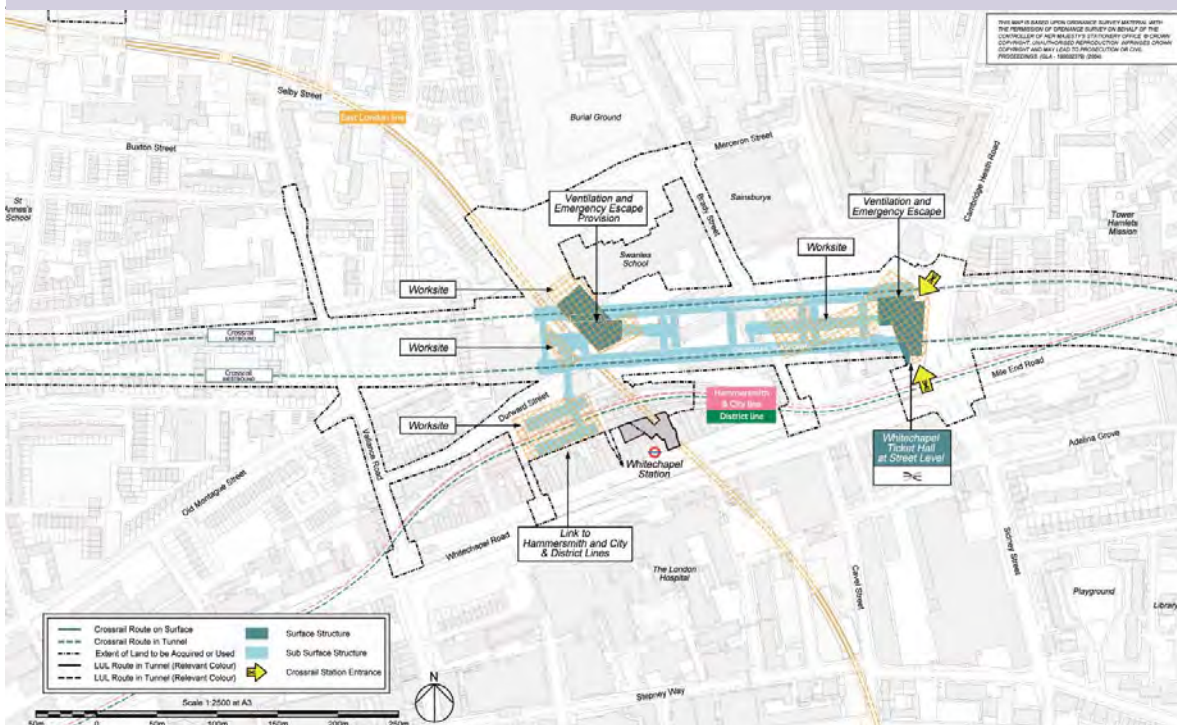 THIS MAP IS BASED UPON ORDNANCE SURVEY MATERIAL WITH
THE PERMISSION OF ORDNANCE SURVEY ON BEHALF OF THE
CONTROLLER OF HER MAJESTY'S STATIONERY OFFICE © CROWN
COPYRIGHT. UNAUTHORISED REPRODUCTION INFRINGES CROWN
COPYRIGHT AND MAY LEAD TO PROSECUTION OR CIVIL
PROCEEDINGS. (GLA - (2004)
Selby Street
East London line
Burial Ground
Buxton Street
Merceron Street
Cambridge Heath Road
St
Annes's
School
Ventilation and
Emergency Escape
Provision
Brady Street
Sainsburys
Ventilation and
Emergency Escape
Tower
Hamlets
Mission
Swanlea
School
Worksite
Worksite
Crossrail
EASTBOUND
Worksite
Crossrail
WESTBOUND
Mile End Road
Durward Street
Hammersmith
& City line
District line
Worksite
Vallance Road
Whitechapel
Station
Whitechapel
Ticket Hall
at Street Level
Adelina Grove
Old Montague Street
Link to
Hammersmith and City
& District Lines
Whitechapel Road
Sidney Street
The London
Hospital
Cavel Street
Playground
Library
Crossrail Route on Surface
Crossrail Route in Tunnel
Extent of Land to be Acquired or Used
LUL Route in Tunnel (Relevant Colour)
LUL Route in Tunnel (Relevant Colour)
Surface Structure
Sub Surface Structure
Crossrail Station Entrance
N
Stepney Way
Scale 1:2500 at A3
50m 0 50m 100m 150m 200m 250m